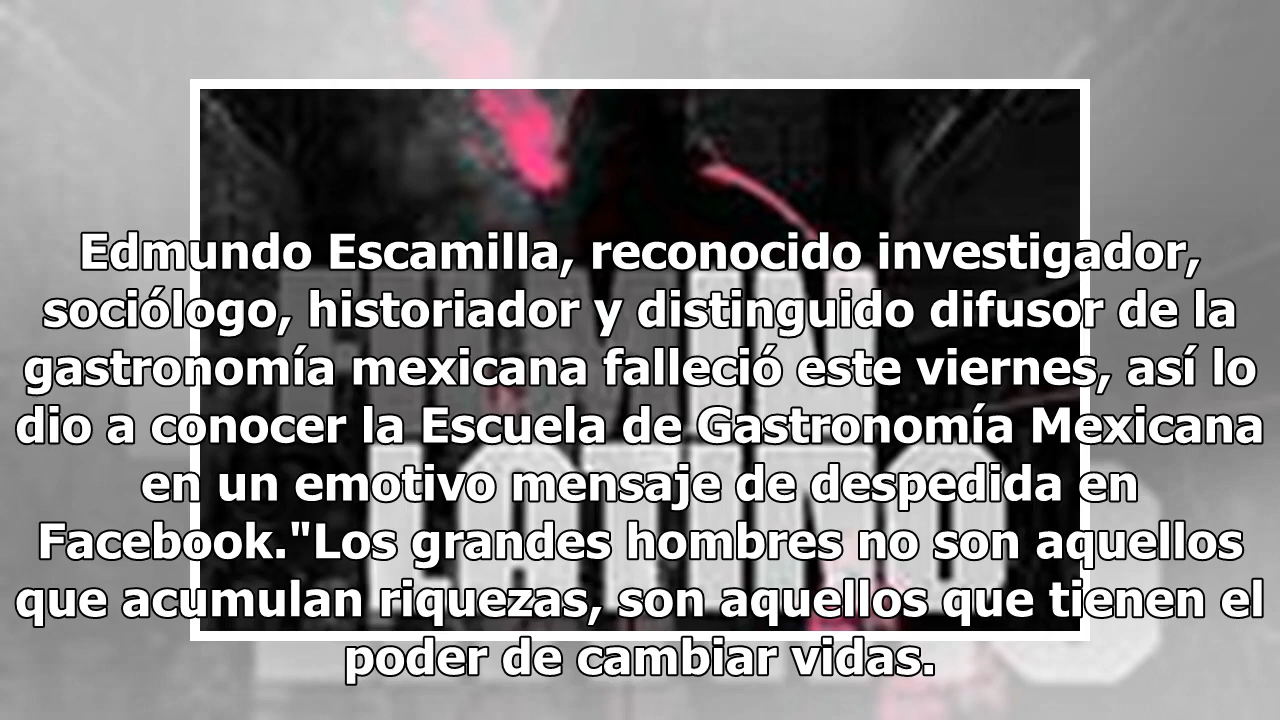 FILMIN
LATINO
Edmundo Escamilla, reconocido investigador,
sociólogo, historiador y distinguido difusor de la
gastronomía mexicana falleció este viernes, así lo
dio a conocer la Escuela de Gastronomía Mexicana
en un emotivo mensaje de despedida en
Facebook."Los grandes hombres no son aquellos
que acumulan riquezas, son aquellos que tienen el
poder de cambiar vidas.